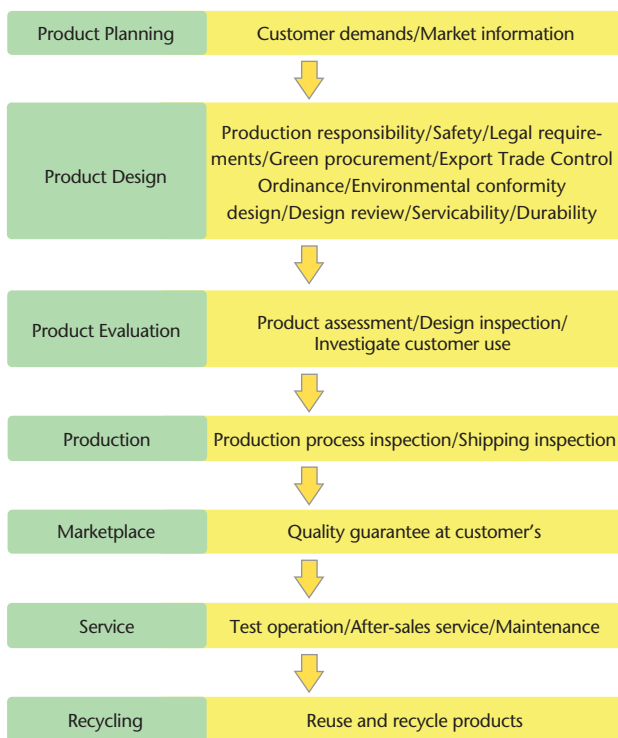 Product Planning
Customer demands/Market information
Product Design
Production responsibility/Safety/Legal require-
ments/Green procurement/Export Trade Control
Ordinance/Environmental conformity
design/Design review/Servicability/Durability
Product Evaluation
Product assessment/Design inspection/
Investigate customer use
Production
Production process inspection/Shipping inspection
Marketplace
Quality guarantee at customer’s
Service
Test operation/After-sales service/Maintenance
Recycling
Reuse and recycle products